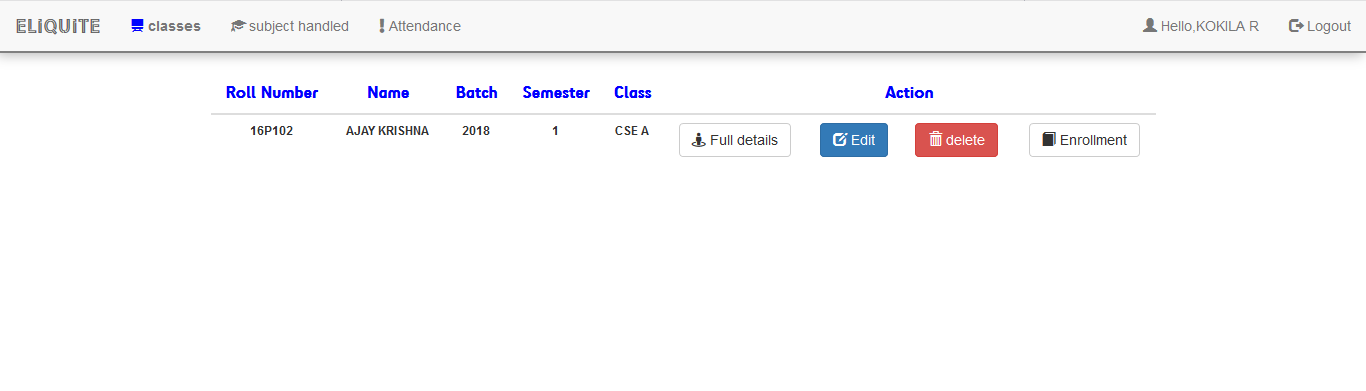 ELiQUiTE classes subject handled Attendance Hello,KOKILA R Logout
Roll Number Name Batch Semester Class Action
16P102 AJAY KRISHNA 2018 1 CSE A Full details Edit delete Enrollment